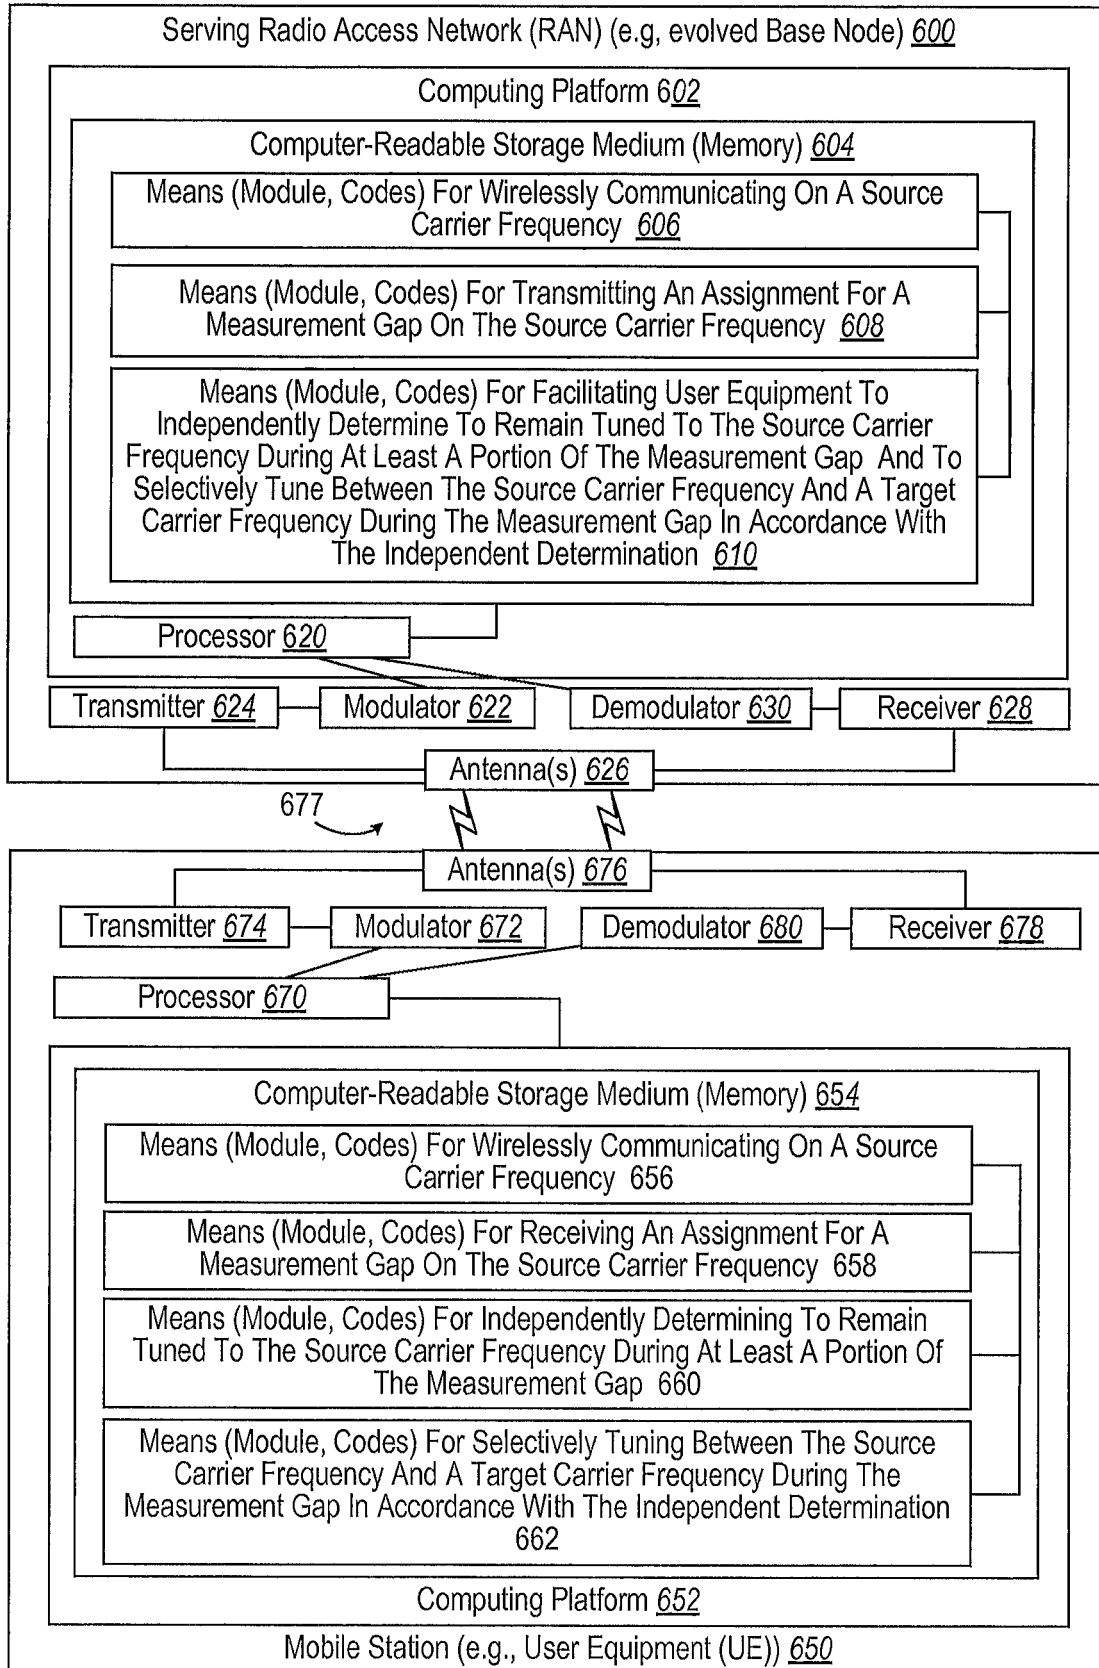 Serving Radio Access Network (RAN) (e.g, evolved Base Node) 600
Computing Platform 602
Computer-Readable Storage Medium (Memory) 604
Means (Module, Codes) For Wirelessly Communicating On A Source
Carrier Frequency 606
Means (Module, Codes) For Transmitting An Assignment For A
Measurement Gap On The Source Carrier Frequency 608
Means (Module, Codes) For Facilitating User Equipment To
Independently Determine To Remain Tuned To The Source Carrier
Frequency During At Least A Portion Of The Measurement Gap And To
Selectively Tune Between The Source Carrier Frequency And A Target
Carrier Frequency During The Measurement Gap In Accordance With
The Independent Determination 610
Processor 620
Transmitter 624
Modulator 622
Demodulator 630
Receiver 628
Antenna(s) 626
677
Antenna(s) 676
Transmitter 674
Modulator 672
Demodulator 680
Receiver 678
Processor 670
Computer-Readable Storage Medium (Memory) 654
Means (Module, Codes) For Wirelessly Communicating On A Source
Carrier Frequency 656
Means (Module, Codes) For Receiving An Assignment For A
Measurement Gap On The Source Carrier Frequency 658
Means (Module, Codes) For Independently Determining To Remain
Tuned To The Source Carrier Frequency During At Least A Portion Of
The Measurement Gap 660
Means (Module, Codes) For Selectively Tuning Between The Source
Carrier Frequency And A Target Carrier Frequency During The
Measurement Gap In Accordance With The Independent Determination
662
Computing Platform 652
Mobile Station (e.g., User Equipment (UE)) 650